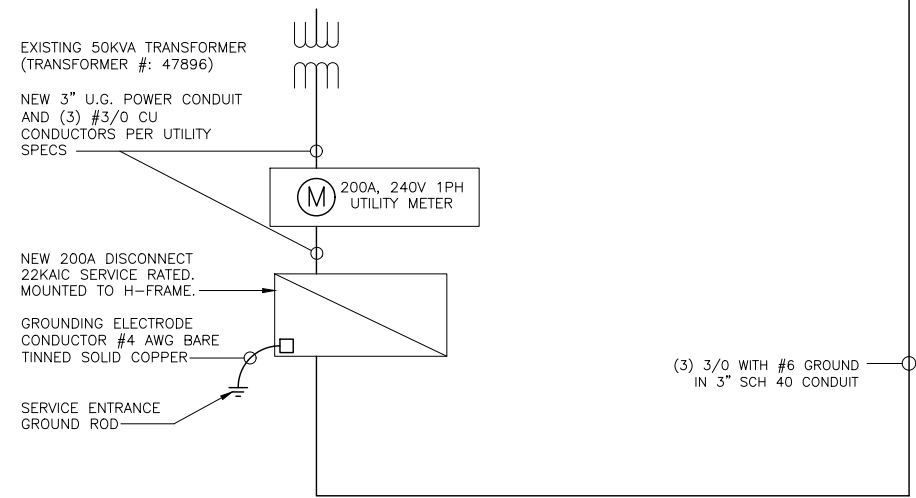 EXISTING 50KVA TRANSFORMER
(TRANSFORMER #: 47896)
NEW 3" U.G. POWER CONDUIT
AND (3) #3/0 CU
CONDUCTORS PER UTILITY
SPECS
M
200A, 240V 1PH
UTILITY METER
NEW 200A DISCONNECT
22KAIC SERVICE RATED.
MOUNTED TO H-FRAME.
GROUNDING ELECTRODE
CONDUCTOR #4 AWG BARE
TINNED SOLID COPPER
SERVICE ENTRANCE
GROUND ROD
(3) 3/0 WITH #6 GROUND
IN 3" SCH 40 CONDUIT